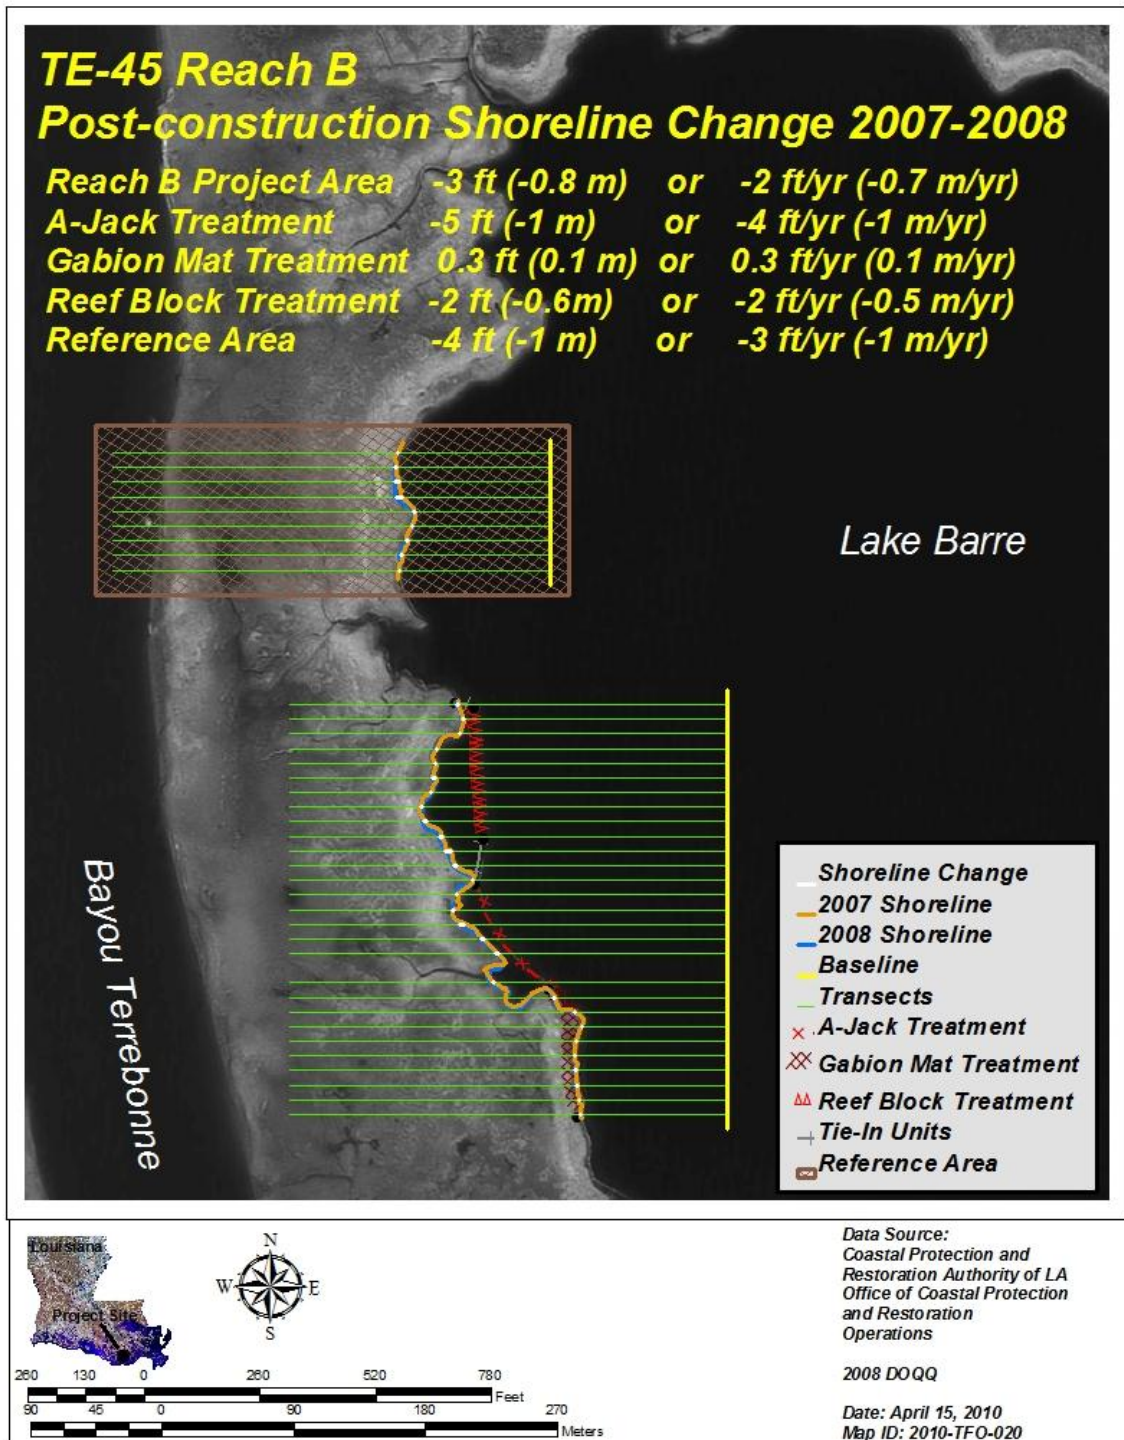 TE-45 Reach B
Post-construction Shoreline Change 2007-2008
Reach B Project Area -3 ft (-0.8 m) or -2 ft/yr (-0.7 m/yr)
A-Jack Treatment -5 ft (-1 m) or -4 ft/yr (-1 m/yr)
Gabion Mat Treatment 0.3 ft (0.1 m) or 0.3 ft/yr (0.1 m/yr)
Reef Block Treatment -2 ft (-0.6m) or -2 ft/yr (-0.5 m/yr)
Reference Area -4 ft (-1 m) or -3 ft/yr (-1 m/yr)
Lake Barre
Bayou Terrebonne
Shoreline Change
2007 Shoreline
2008 Shoreline
Baseline
Transects
A-Jack Treatment
Gabion Mat Treatment
Reef Block Treatment
Tie-In Units
Reference Area
Louisiana
Project Site
N
W E
S
260 130 0 260 520 780
Feet
90 45 0 90 180 270
Meters
Data Source:
Coastal Protection and
Restoration Authority of LA
Office of Coastal Protection
and Restoration
Operations
2008 DOQQ
Date: April 15, 2010
Map ID: 2010-TFO-020